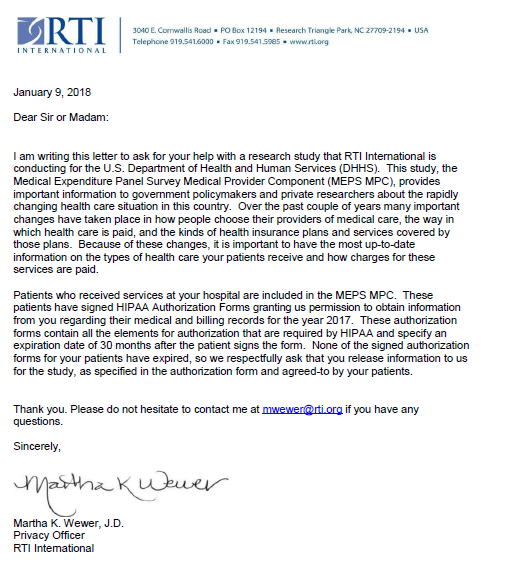 RTI
INTERNATIONAL
3040 E. Cornwallis Road ▪ PO Box 12194 ▪ Research Triangle Park, NC 27709-2194 ▪ USA
Telephone 919.541.6000 ▪ Fax 919.541.5985 ▪ www.rti.org
January 9, 2018
Dear Sir or Madam:
I am writing this letter to ask for your help with a research study that RTI International is
conducting for the U.S. Department of Health and Human Services (DHHS).  This study, the
Medical Expenditure Panel Survey Medical Provider Component (MEPS MPC), provides
important information to government policymakers and private researchers about the rapidly
changing health care situation in this country.  Over the past couple of years many important
changes have taken place in how people choose their providers of medical care, the way in
which health care is paid, and the kinds of health insurance plans and services covered by
those plans.  Because of these changes, it is important to have the most up-to-date
information on the types of health care your patients receive and how charges for these
services are paid.
Patients who received services at your hospital are included in the MEPS MPC.  These
patients have signed HIPAA Authorization Forms granting us permission to obtain information
from you regarding their medical and billing records for the year 2017.  These authorization
forms contain all the elements for authorization that are required by HIPAA and specify an
expiration date of 30 months after the patient signs the form.  None of the signed authorization
forms for your patients have expired, so we respectfully ask that you release information to us
for the study, as specified in the authorization form and agreed-to by your patients.
Thank you. Please do not hesitate to contact me at mwewer@rti.org if you have any
questions.
Sincerely,
Martha K Wewer
Martha K. Wewer, J.D.
Privacy Officer
RTI International